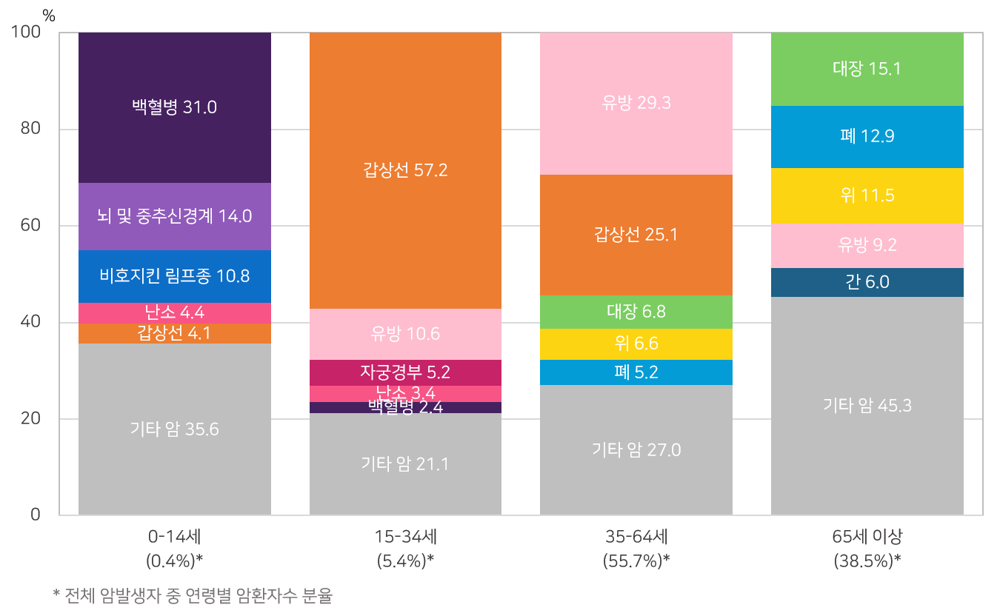 %
100
80
60
40
20
0
백혈병 31.0
뇌 및 중추신경계 14.0
비호지킨 림프종 10.8
난소 4.4
갑상선 4.1
기타 암 35.6
갑상선 57.2
유방 10.6
자궁경부 5.2
난소 3.4
백혈병 2.4
기타 암 21.1
유방 29.3
갑상선 25.1
대장 6.8
위 6.6
폐 5.2
기타 암 27.0
대장 15.1
폐 12.9
위 11.5
유방 9.2
간 6.0
기타 암 45.3
0-14세
(0.4%)*
15-34세
(5.4%)*
35-64세
(55.7%)*
65세 이상
(38.5%)*
* 전체 암발생자 중 연령별 암환자수 분율